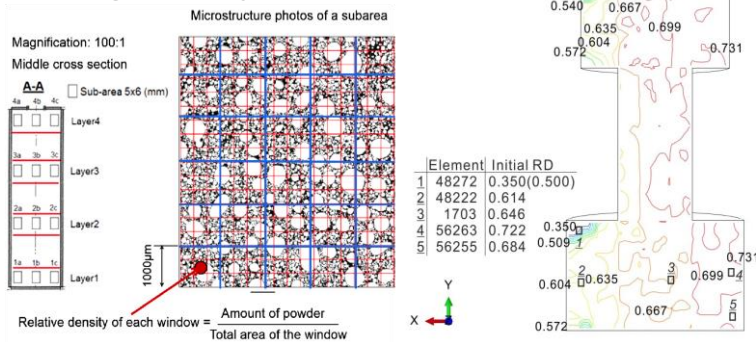 Microstructure photos of a subarea
Magnification: 100:1
Middle cross section
A-A
Sub-area 5x6 (mm)
4a 4b 4c
Layer4
3a 3b 3c
Layer3
2a 2b 2c
Layer2
1a 1b 1c
Layer1
1000μm
Relative density of each window = Amount of powder
Total area of the window
Element Initial RD
1 48272 0.350(0.500)
2 48222 0.614
3 1703 0.646
4 56263 0.722
5 56255 0.684
Y
X
0.540
0.667
0.635
0.699
0.604
0.572
0.731
0.350
0.509
1
0.731
2
0.604
0.635
3
0.699
4
0.667
5
0.572